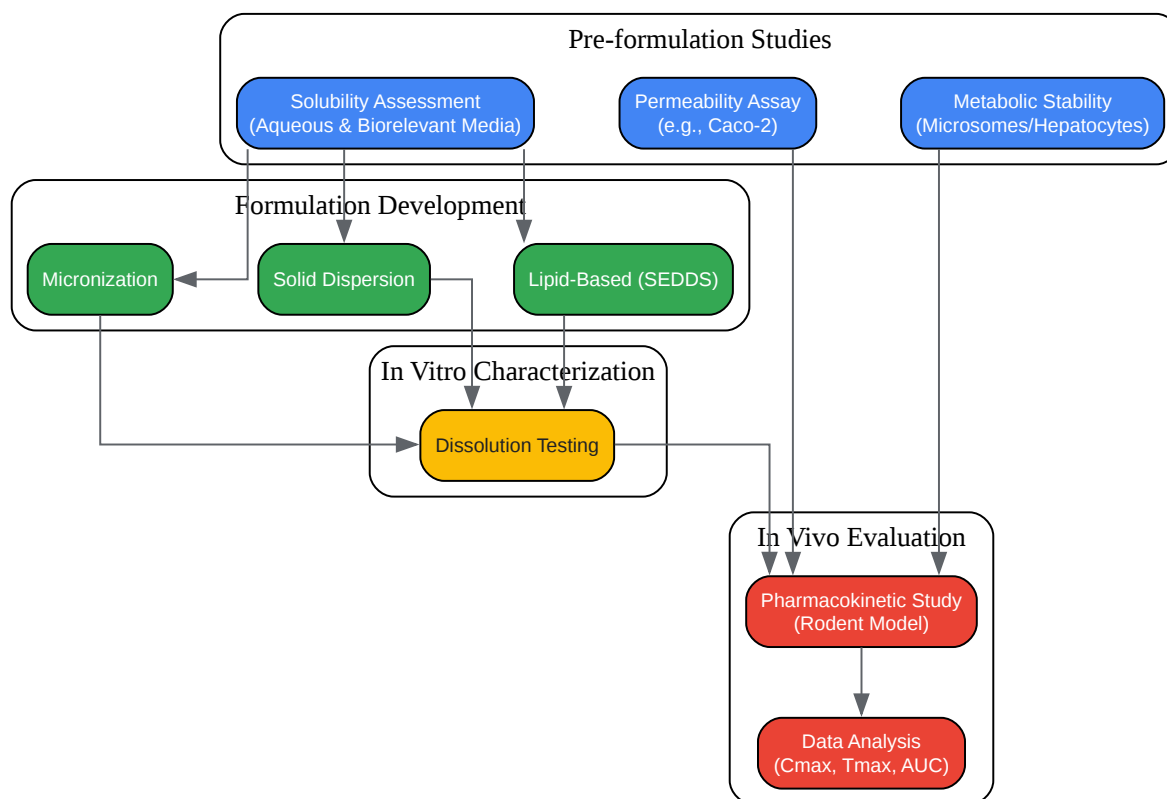 Pre-formulation Studies
Solubility Assessment
(Aqueous & Biorelevant Media)
Permeability Assay
(e.g., Caco-2)
Metabolic Stability
(Microsomes/Hepatocytes)
Formulation Development
Micronization
Solid Dispersion
Lipid-Based (SEDDS)
In Vitro Characterization
Dissolution Testing
In Vivo Evaluation
Pharmacokinetic Study
(Rodent Model)
Data Analysis
(Cmax, Tmax, AUC)